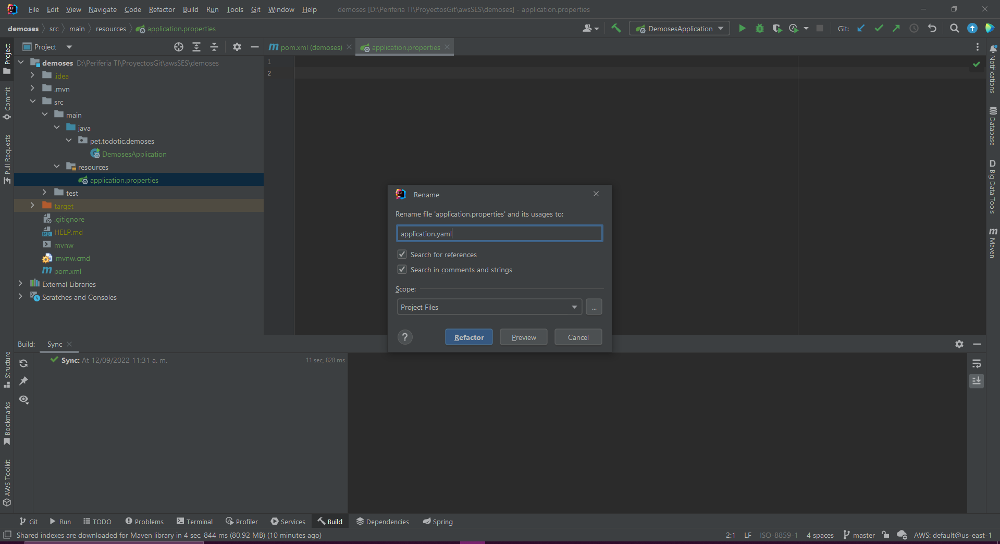 File Edit View Navigate Code Refactor Build Run Tools Git Window Help demoses [D:\Periferia TI\ProyectosGit\awsSES\demoses] - application.properties
demoses src main resources application.properties DemosesApplication Git:
Project pom.xml (demoses) application.properties
demoses D:\Periferia TI\ProyectosGit\awsSES\demoses
.idea
.mvn
src
main
java
pet.todotic.demoses
DemosesApplication
resources
application.properties
test
target
.gitignore
HELP.md
mvnw
mvnw.cmd
pom.xml
External Libraries
Scratches and Consoles
1
2
Project
Commit
Pull Requests
Structure
Bookmarks
AWS Toolkit
Notifications
Database
D Big Data Tools
m Maven
Rename
Rename file 'application.properties' and its usages to:
application.yaml
Search for references
Search in comments and strings
Scope:
Project Files ...
? Refactor Preview Cancel
Build: Sync
Sync: At 12/09/2022 11:31 a. m. 11 sec, 828 ms
Git Run TODO Problems Terminal Profiler Services Build Dependencies Spring
Shared indexes are downloaded for Maven library in 4 sec, 844 ms (80,92 MB) (10 minutes ago) 2:1 LF ISO-8859-1 4 spaces master AWS: default@us-east-1